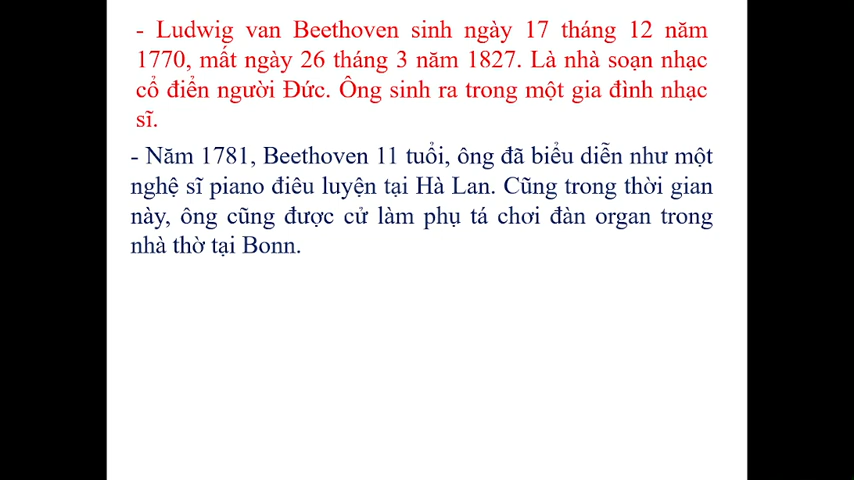 - Ludwig van Beethoven sinh ngày 17 tháng 12 năm
1770, mất ngày 26 tháng 3 năm 1827. Là nhà soạn nhạc
cổ điển người Đức. Ông sinh ra trong một gia đình nhạc
sĩ.
- Năm 1781, Beethoven 11 tuổi, ông đã biểu diễn như một
nghệ sĩ piano điêu luyện tại Hà Lan. Cũng trong thời gian
này, ông cũng được cử làm phụ tá chơi đàn organ trong
nhà thờ tại Bonn.